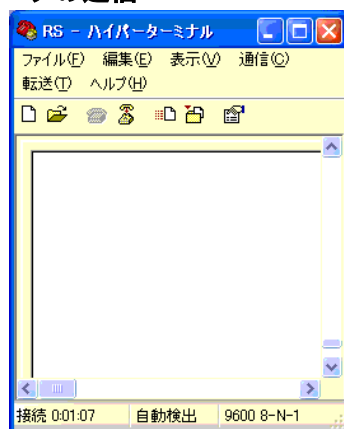 RS - ハイパーターミナル
ファイル(F) 編集(E) 表示(V) 通信(C)
転送(T) ヘルプ(H)
接続 0:01:07 自動検出 9600 8-N-1